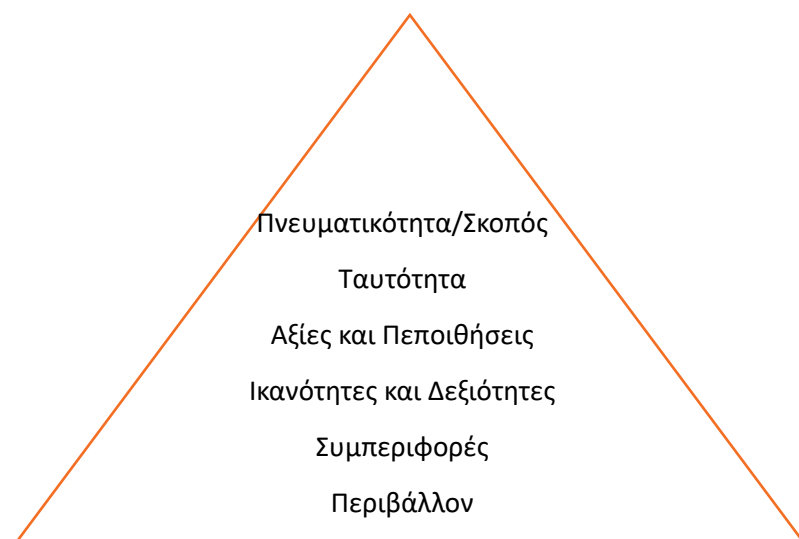 Πνευματικότητα/Σκοπός
Ταυτότητα
Αξίες και Πεποιθήσεις
Ικανότητες και Δεξιότητες
Συμπεριφορές
Περιβάλλον